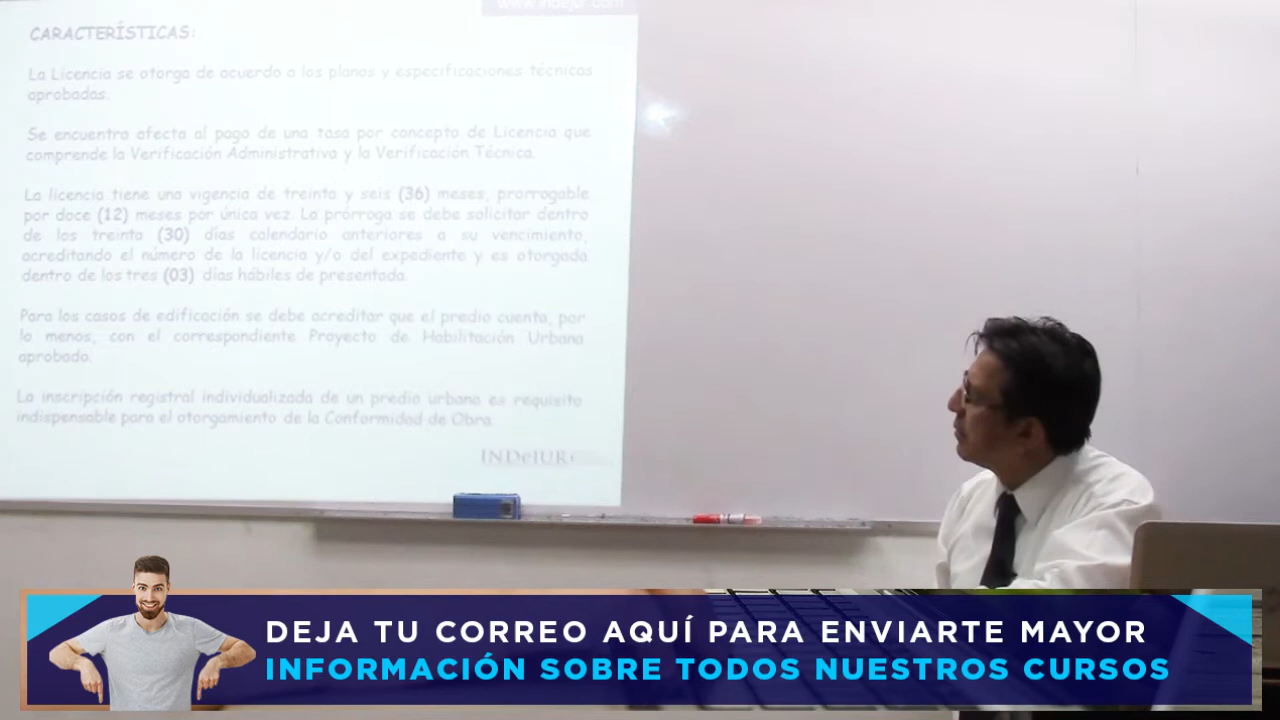 www.indejur.com
CARACTERÍSTICAS:
La Licencia se otorga de acuerdo a los planos y especificaciones técnicas
aprobadas.
Se encuentra afecta al pago de una tasa por concepto de Licencia que
comprende la Verificación Administrativa y la Verificación Técnica.
La licencia tiene una vigencia de treinta y seis (36) meses, prorrogable
por doce (12) meses por única vez. La prórroga se debe solicitar dentro
de los treinta (30) días calendario anteriores a su vencimiento,
acreditando el número de la licencia y/o del expediente y es otorgada
dentro de los tres (03) días hábiles de presentada.
Para los casos de edificación se debe acreditar que el predio cuenta, por
lo menos, con el correspondiente Proyecto de Habilitación Urbana
aprobado.
La inscripción registral individualizada de un predio urbano es requisito
indispensable para el otorgamiento de la Conformidad de Obra.
INDeJUR
DEJA TU CORREO AQUÍ PARA ENVIARTE MAYOR
INFORMACIÓN SOBRE TODOS NUESTROS CURSOS